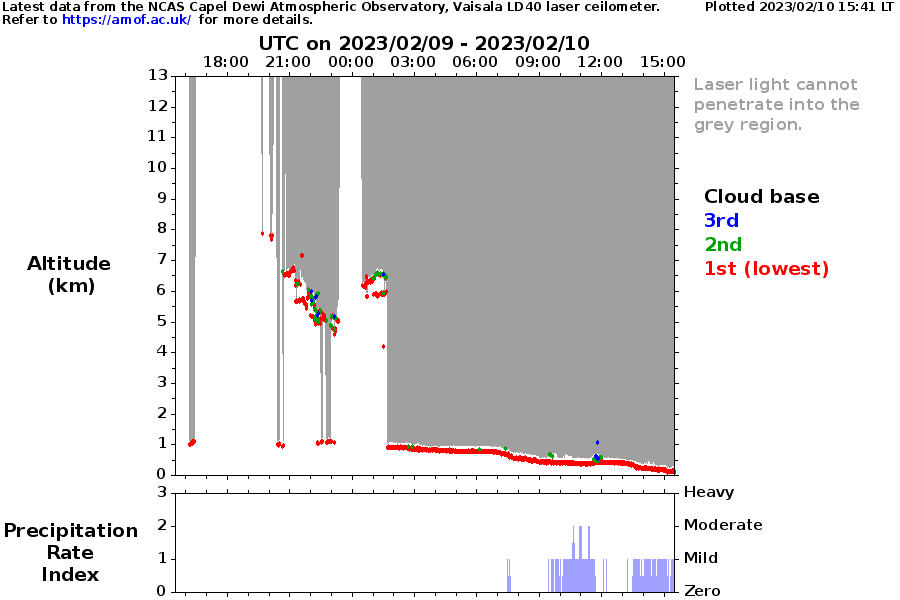 Latest data from the NCAS Capel Dewi Atmospheric Observatory, Vaisala LD40 laser ceilometer.
Plotted 2023/02/10 15:41 LT
Refer to https://amof.ac.uk/ for more details.
UTC on 2023/02/09 - 2023/02/10
18:00 21:00 00:00 03:00 06:00 09:00 12:00 15:00
13
12
11
10
9
8
7
6
5
4
3
2
1
0
Altitude
(km)
Laser light cannot
penetrate into the
grey region.
Cloud base
3rd
2nd
1st (lowest)
3
2
1
0
Precipitation
Rate
Index
Heavy
Moderate
Mild
Zero